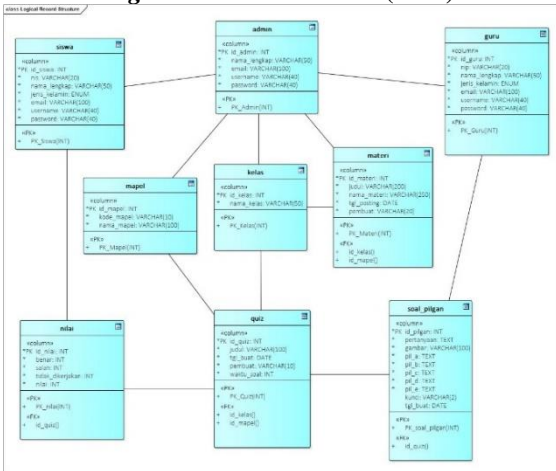 class Logical Record Structure
siswa
«column»
*PK id_siswa: INT
* nis: VARCHAR(20)
* nama_lengkap: VARCHAR(50)
* jenis_kelamin: ENUM
* email: VARCHAR(100)
* username: VARCHAR(40)
* password: VARCHAR(40)
«PK»
+ PK_Siswa(INT)
admin
«column»
*PK id_admin: INT
* nama_lengkap: VARCHAR(50)
* email: VARCHAR(100)
* username: VARCHAR(40)
* password: VARCHAR(40)
«PK»
+ PK_Admin(INT)
guru
«column»
*PK id_guru: INT
* nip: VARCHAR(20)
* nama_lengkap: VARCHAR(50)
* jenis_kelamin: ENUM
* email: VARCHAR(100)
* username: VARCHAR(40)
* password: VARCHAR(40)
«PK»
+ PK_Guru(INT)
mapel
«column»
*PK id_mapel: INT
* kode_mapel: VARCHAR(10)
* nama_mapel: VARCHAR(100)
«PK»
+ PK_Mapel(INT)
kelas
«column»
*PK id_kelas: INT
* nama_kelas: VARCHAR(50)
«PK»
+ PK_Kelas(INT)
materi
«column»
*PK id_materi: INT
* judul: VARCHAR(200)
* nama_materi: VARCHAR(250)
* tgl_posting: DATE
* pembuat: VARCHAR(20)
«PK»
+ PK_Materi(INT)
«FK»
+ id_kelas()
+ id_mapel()
nilai
«column»
*PK id_nilai: INT
* benar: INT
* salah: INT
* tidak_dikerjakan: INT
* nilai: INT
«PK»
+ PK_nilai(INT)
«FK»
+ id_quiz()
quiz
«column»
*PK id_quiz: INT
* judul: VARCHAR(100)
* tgl_buat: DATE
* pembuat: VARCHAR(10)
* waktu_soal: INT
«PK»
+ PK_Quiz(INT)
«FK»
+ id_kelas()
+ id_mapel()
soal_pilgan
«column»
*PK id_pilgan: INT
* pertanyaan: TEXT
* gambar: VARCHAR(100)
* pil_a: TEXT
* pil_b: TEXT
* pil_c: TEXT
* pil_d: TEXT
* pil_e: TEXT
* kunci: VARCHAR(2)
* tgl_buat: DATE
«PK»
+ PK_soal_pilgan(INT)
«FK»
+ id_quiz()